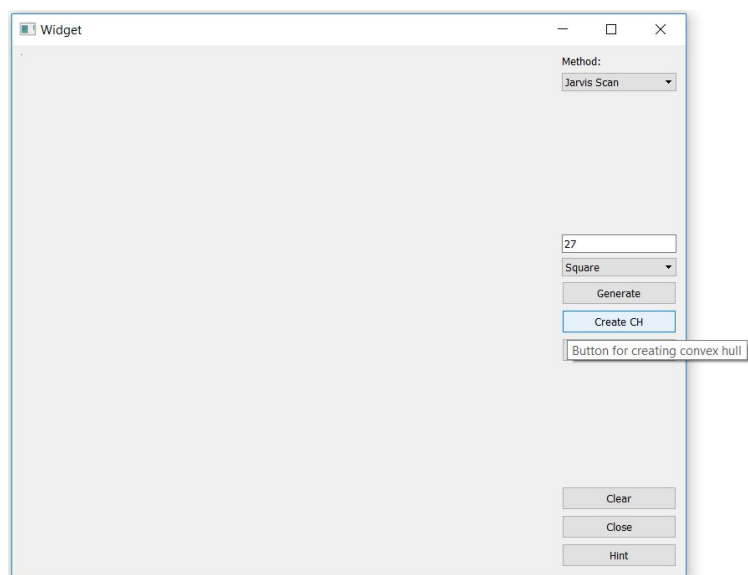 Widget
Method:
Jarvis Scan
27
Square
Generate
Create CH
Button for creating convex hull
Clear
Close
Hint